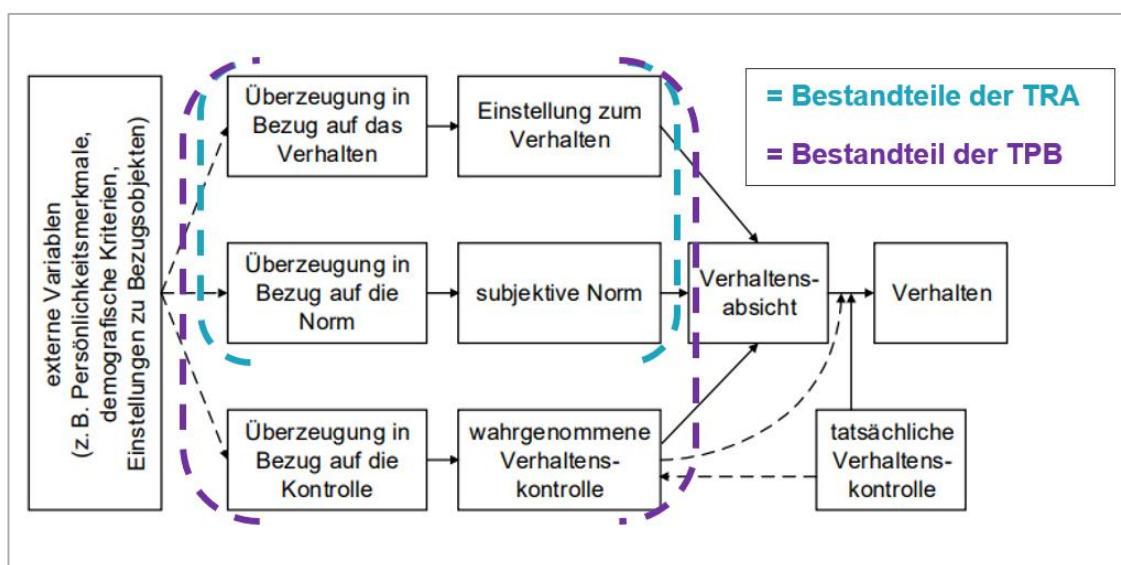 externe Variablen
(z. B. Persönlichkeitsmerkmale,
demografische Kriterien,
Einstellungen zu Bezugsobjekten)
Überzeugung in
Bezug auf das
Verhalten
Einstellung zum
Verhalten
= Bestandteile der TRA
= Bestandteil der TPB
Überzeugung in
Bezug auf die
Norm
subjektive Norm
Verhaltens-
absicht
Verhalten
Überzeugung in
Bezug auf die
Kontrolle
wahrgenommene
Verhaltens-
kontrolle
tatsächliche
Verhaltens-
kontrolle